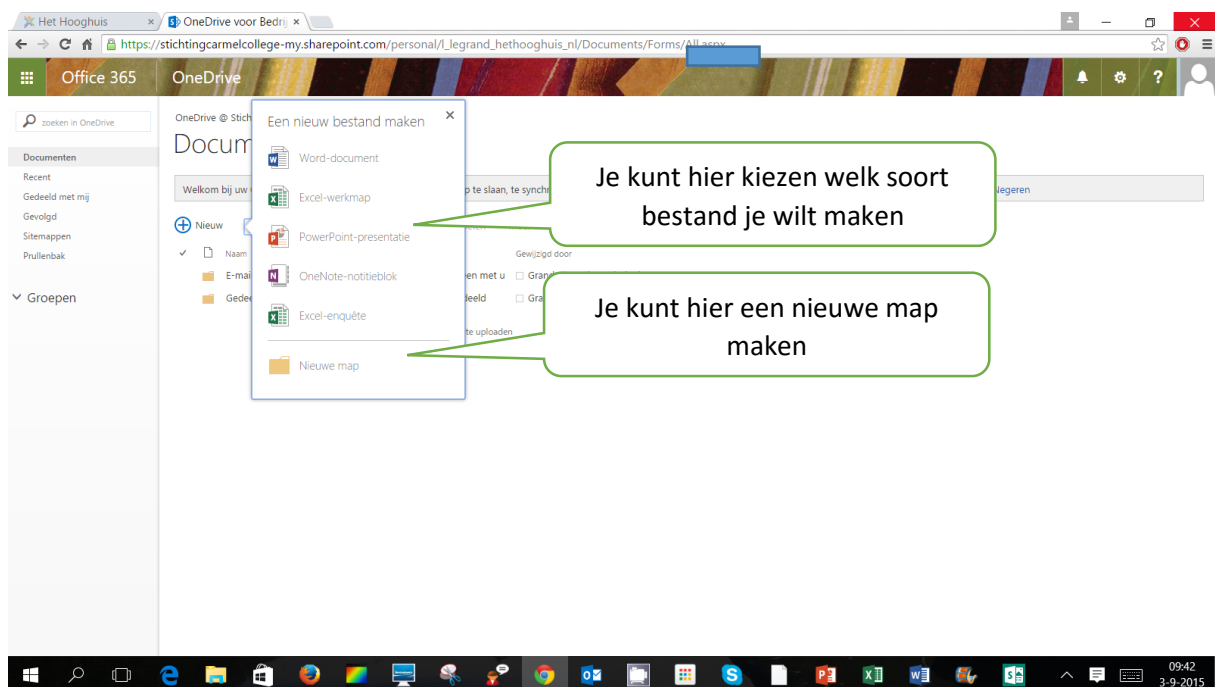 Het Hooghuis
OneDrive voor Bedrij
https://stichtingcarmelcollege-my.sharepoint.com/personal/l_legrand_hethooghuis_nl/Documents/Forms/All.aspx
Office 365
OneDrive
?
zoeken in OneDrive
Documenten
Recent
Gedeeld met mij
Gevolgd
Sitemappen
Prullenbak
Groepen
OneDrive @ Stich
Docum
Welkom bij uw
p te slaan, te synchr
Negeren
Nieuw
Naam
Gewijzigd door
E-mai
en met u
Grand
Gedee
deeld
Gra
te uploaden
Een nieuw bestand maken
Word-document
Excel-werkmap
PowerPoint-presentatie
OneNote-notitieblok
Excel-enquête
Nieuwe map
Je kunt hier kiezen welk soort
bestand je wilt maken
Je kunt hier een nieuwe map
maken
09:42
3-9-2015